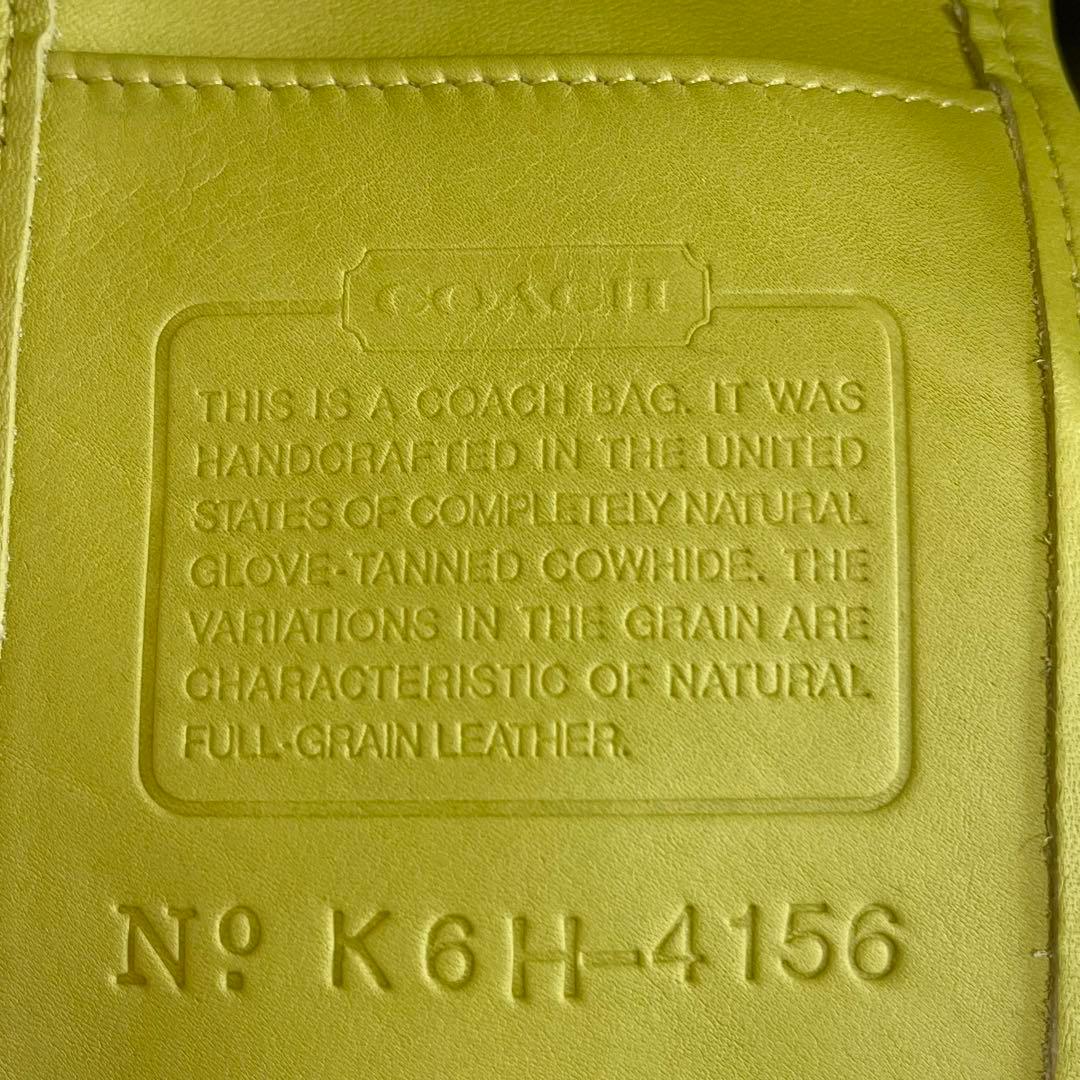 COACH
THIS IS A COACH BAG. IT WAS
HANDCRAFTED IN THE UNITED
STATES OF COMPLETELY NATURAL
GLOVE-TANNED COWHIDE. THE
VARIATIONS IN THE GRAIN ARE
CHARACTERISTIC OF NATURAL
FULL-GRAIN LEATHER.
Nº K6H-4156